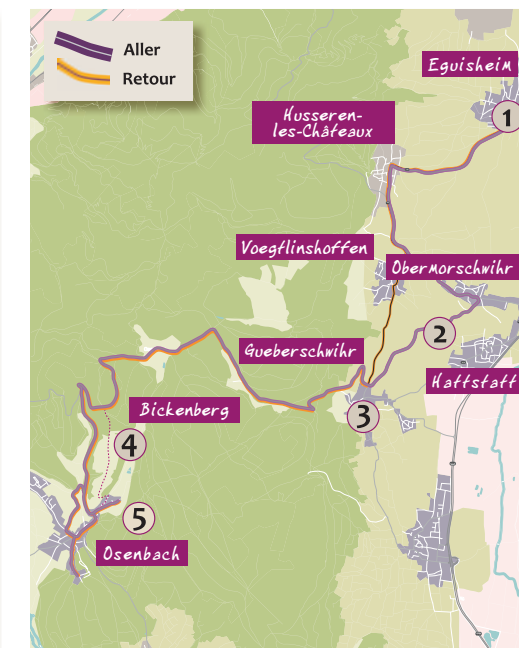 Aller
Retour
Eguisheim
1
Husseren-
les-Châteaux
Voegtlinshoffen
Obermorschwihr
2
Gueberschwihr
Hattstatt
3
Bickenberg
4
5
Osenbach